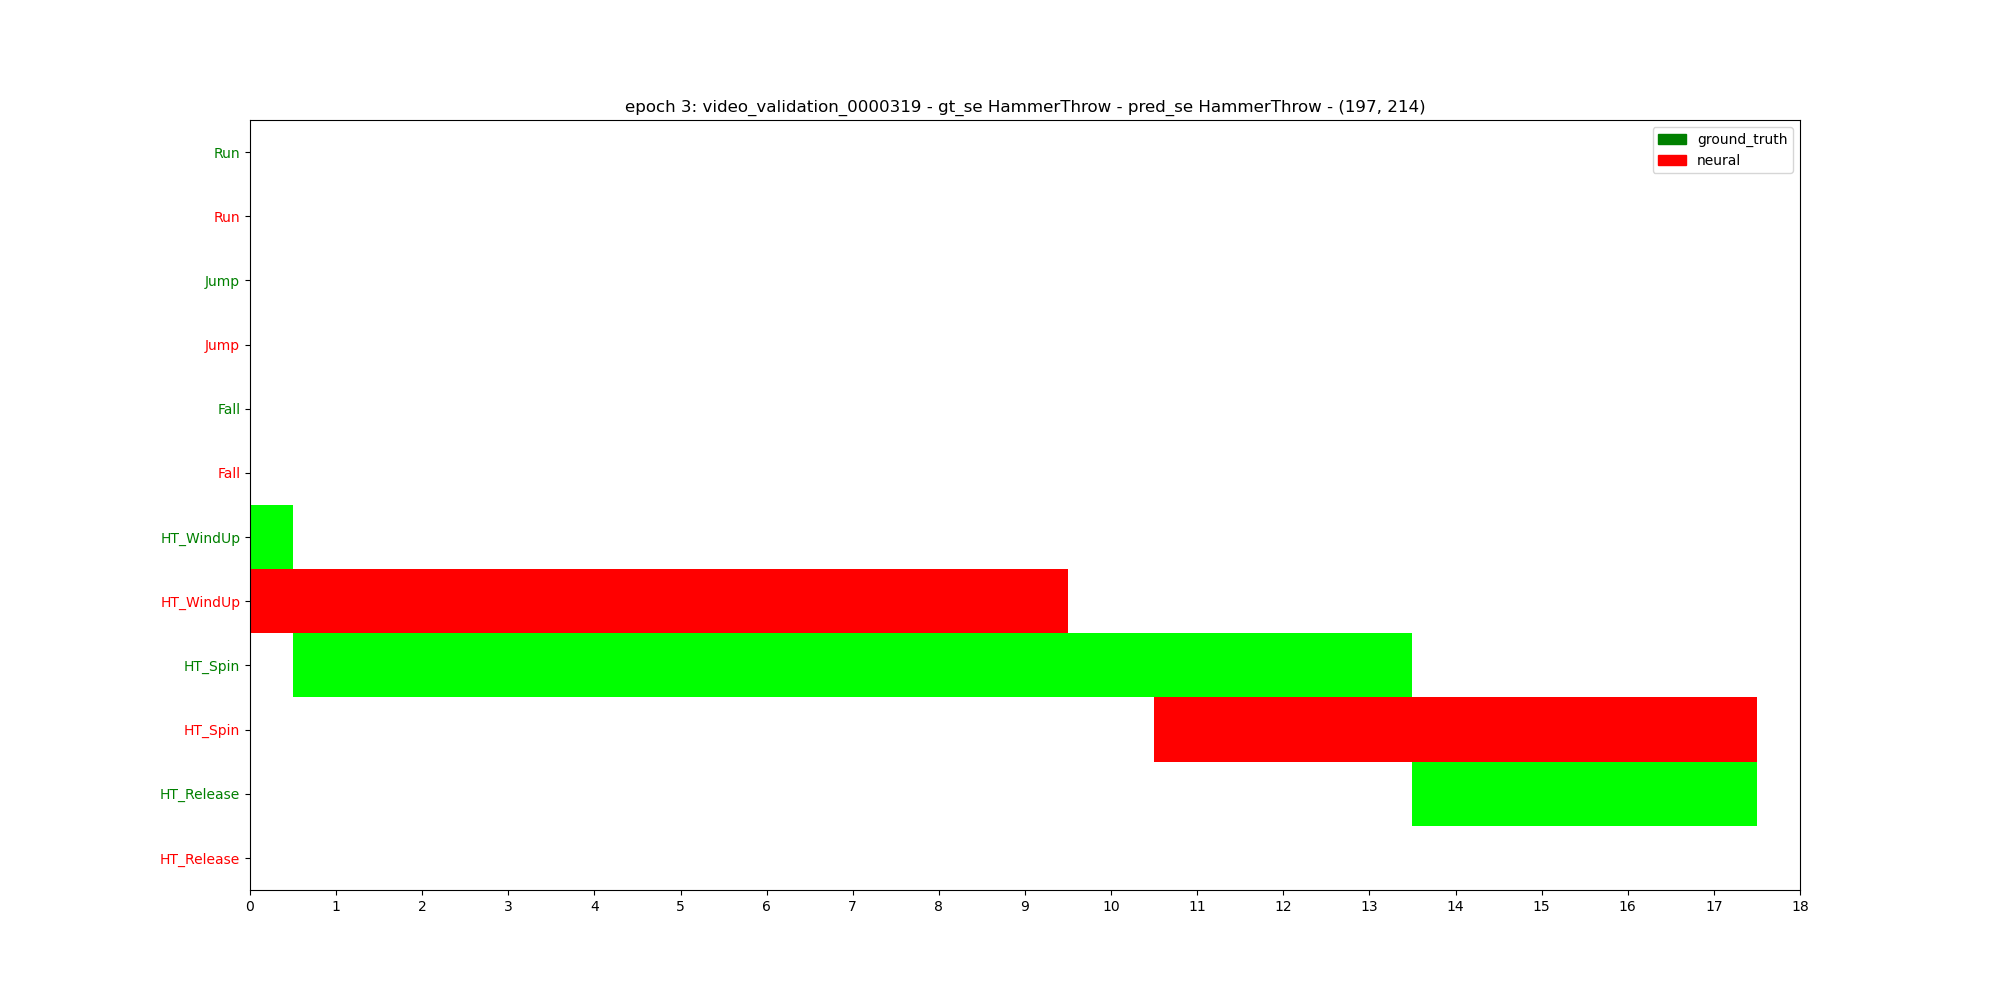 epoch 3: video_validation_0000319 - gt_se HammerThrow - pred_se HammerThrow - (197, 214)
ground_truth
neural
Run
Run
Jump
Jump
Fall
Fall
HT_WindUp
HT_WindUp
HT_Spin
HT_Spin
HT_Release
HT_Release
0 1 2 3 4 5 6 7 8 9 10 11 12 13 14 15 16 17 18